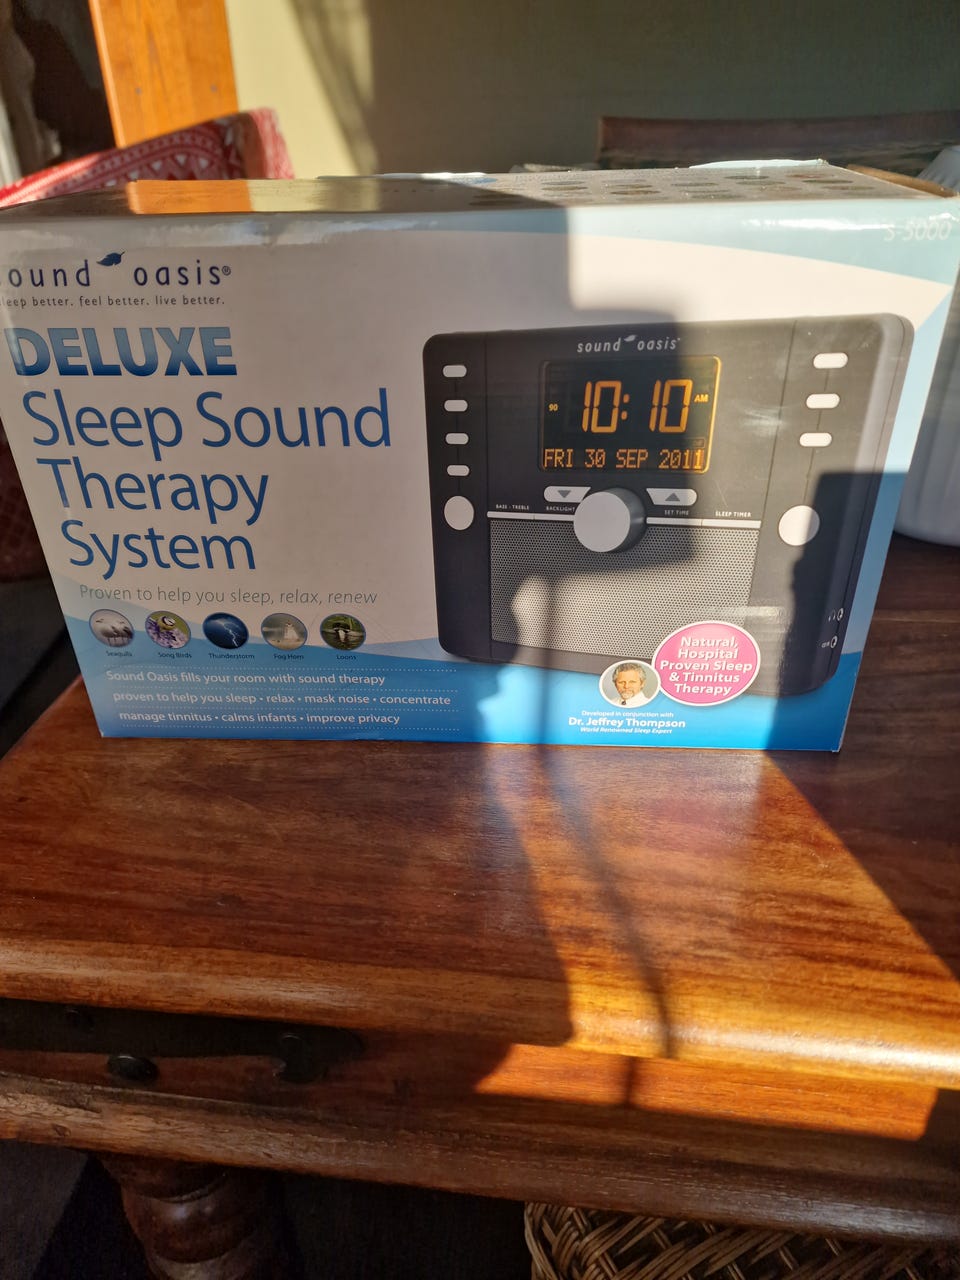 S-5000
ound oasis®
leep better. feel better. live better.
DELUXE
Sleep Sound
Therapy
System
Proven to help you sleep, relax, renew
Seagulls
Song Birds
Thunderstorm
Fog Horn
Loons
Sound Oasis fills your room with sound therapy
proven to help you sleep • relax • mask noise • concentrate
manage tinnitus • calms infants • improve privacy
sound oasis
90
10:10
AM
FRI 30 SEP 2011
BASS · TREBLE
BACKLIGHT
SET TIME
SLEEP TIMER
Natural,
Hospital
Proven Sleep
& Tinnitus
Therapy
Developed in conjunction with
Dr. Jeffrey Thompson
World Renowned Sleep Expert